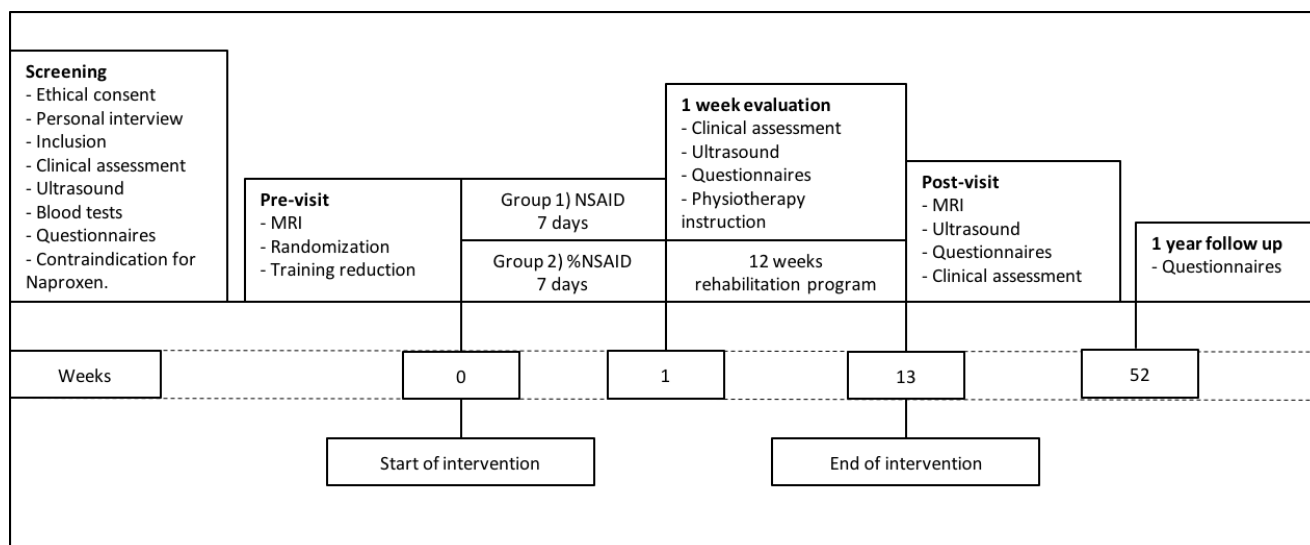 Screening
- Ethical consent
- Personal interview
- Inclusion
- Clinical assessment
- Ultrasound
- Blood tests
- Questionnaires
- Contraindication for
Naproxen.
Pre-visit
- MRI
- Randomization
- Training reduction
Group 1) NSAID
7 days
Group 2) %NSAID
7 days
1 week evaluation
- Clinical assessment
- Ultrasound
- Questionnaires
- Physiotherapy
instruction
12 weeks
rehabilitation program
Post-visit
- MRI
- Ultrasound
- Questionnaires
- Clinical assessment
1 year follow up
- Questionnaires
Weeks
0
1
13
52
Start of intervention
End of intervention